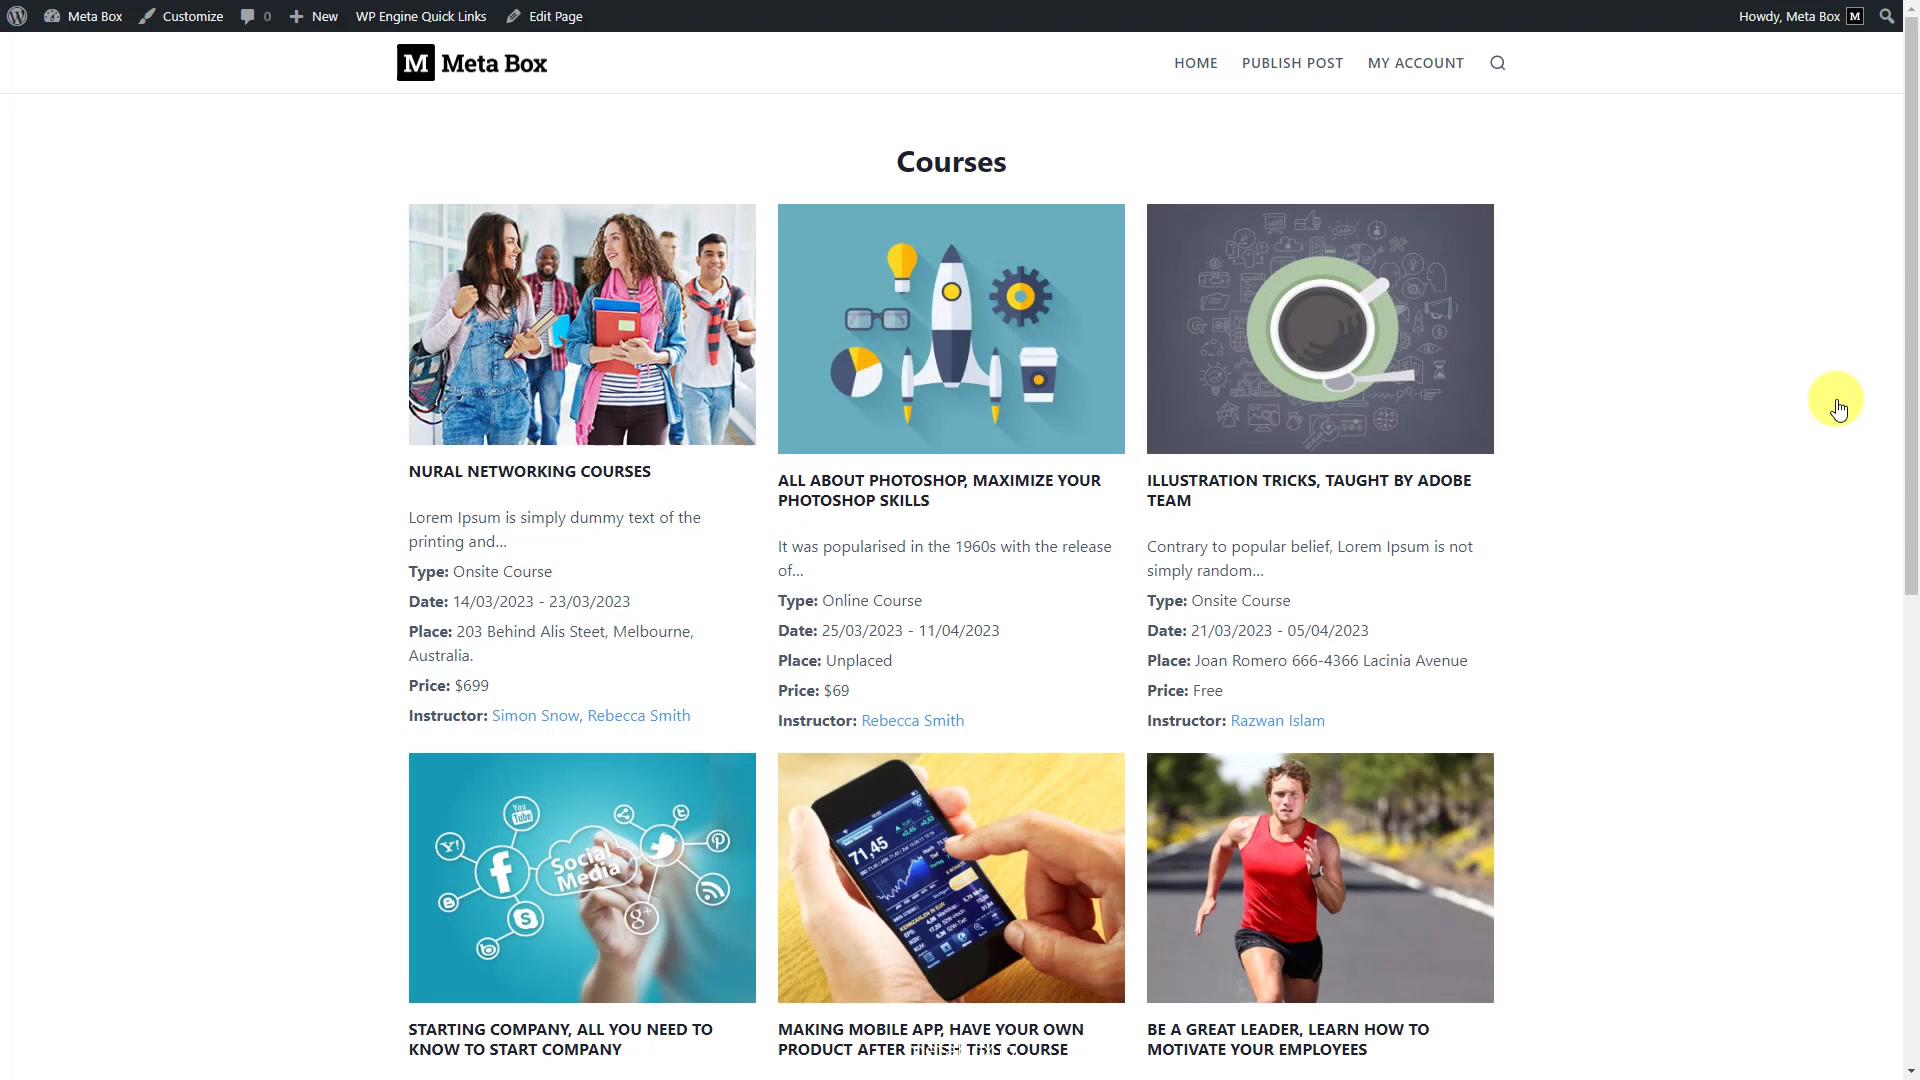 Meta Box
Customize
0
New
WP Engine Quick Links
Edit Page
Howdy, Meta Box
M
M Meta Box
HOME
PUBLISH POST
MY ACCOUNT
Courses
NURAL NETWORKING COURSES
Lorem Ipsum is simply dummy text of the
printing and...
Type: Onsite Course
Date: 14/03/2023 - 23/03/2023
Place: 203 Behind Alis Steet, Melbourne,
Australia.
Price: $699
Instructor: Simon Snow, Rebecca Smith
ALL ABOUT PHOTOSHOP, MAXIMIZE YOUR
PHOTOSHOP SKILLS
It was popularised in the 1960s with the release
of...
Type: Online Course
Date: 25/03/2023 - 11/04/2023
Place: Unplaced
Price: $69
Instructor: Rebecca Smith
ILLUSTRATION TRICKS, TAUGHT BY ADOBE
TEAM
Contrary to popular belief, Lorem Ipsum is not
simply random...
Type: Onsite Course
Date: 21/03/2023 - 05/04/2023
Place: Joan Romero 666-4366 Lacinia Avenue
Price: Free
Instructor: Razwan Islam
You
Tube
Y!
f
Social
Media
g+
71,45
STARTING COMPANY, ALL YOU NEED TO
KNOW TO START COMPANY
MAKING MOBILE APP, HAVE YOUR OWN
PRODUCT AFTER FINISH THIS COURSE
BE A GREAT LEADER, LEARN HOW TO
MOTIVATE YOUR EMPLOYEES